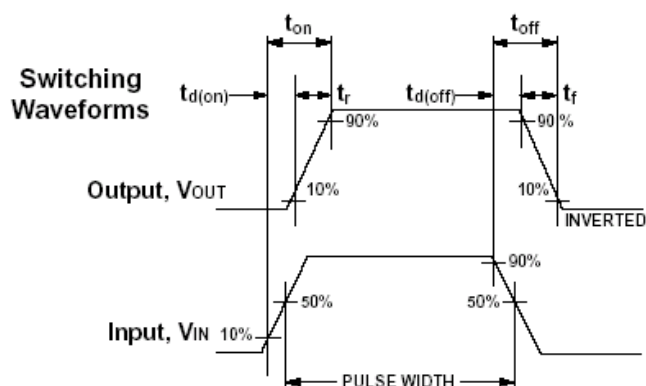 ton
toff
Switching
Waveforms
td(on)
tr
td(off)
tf
90%
90%
Output, VOUT
10%
10%
INVERTED
90%
50%
50%
Input, VIN
10%
PULSE WIDTH